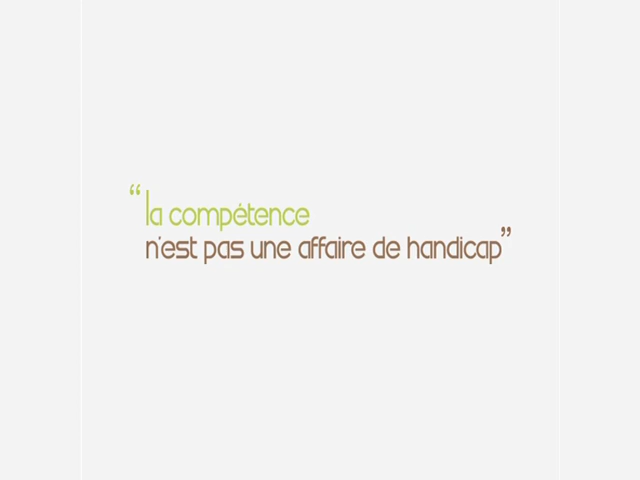 “la compétence
n'est pas une affaire de handicap”